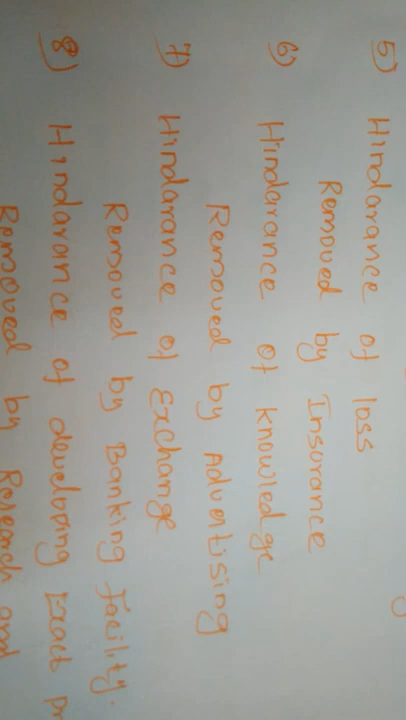 5) Hindarance of loss
Removed by Insurance
6) Hindarance of knowledge
Removed by Advertising
7) Hindarance of Exchange
Removed by Banking facility.
8) Hindarance of developing Exact
Removed by Research and